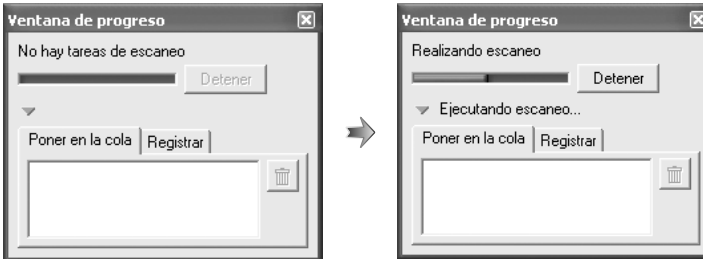 Ventana de progreso
No hay tareas de escaneo
Detener
Poner en la cola
Registrar
Ventana de progreso
Realizando escaneo
Detener
Ejecutando escaneo...
Poner en la cola
Registrar